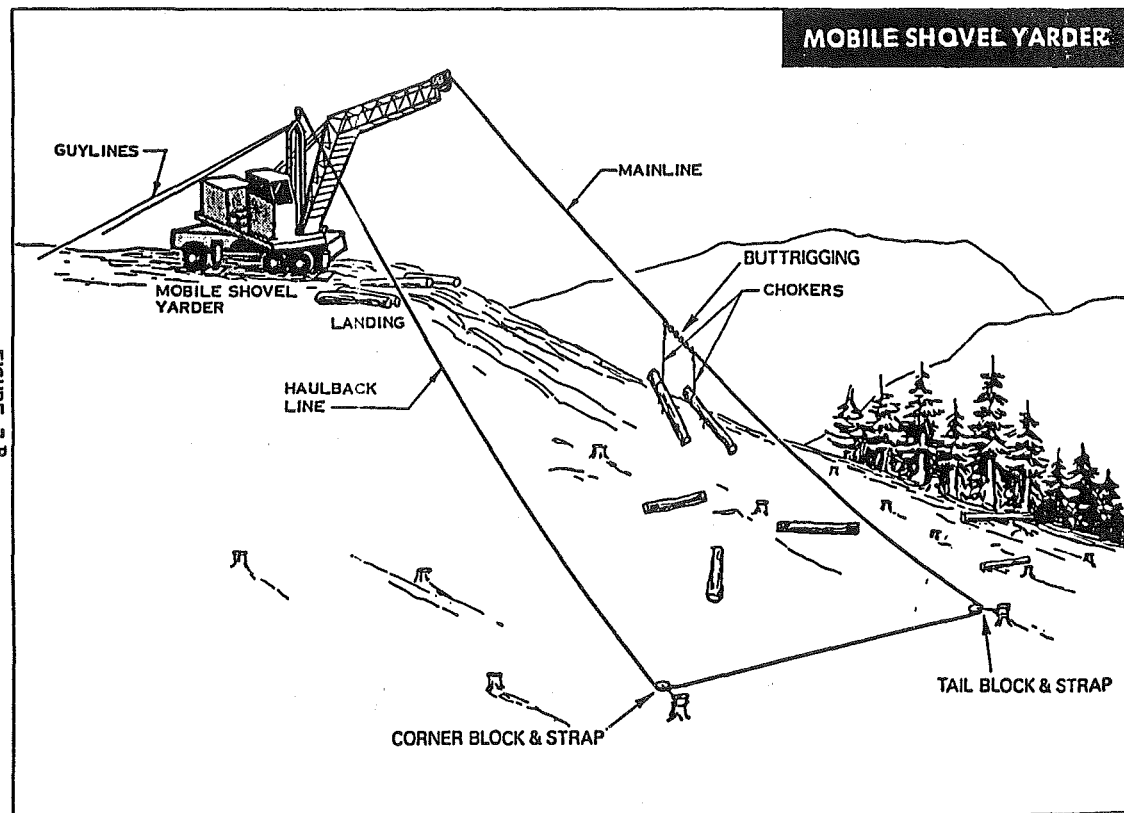 MOBILE SHOVEL YARDER
GUYLINES
MAINLINE
BUTTRIGGING
CHOKERS
MOBILE SHOVEL
YARDER
LANDING
HAULBACK
LINE
TAIL BLOCK & STRAP
CORNER BLOCK & STRAP